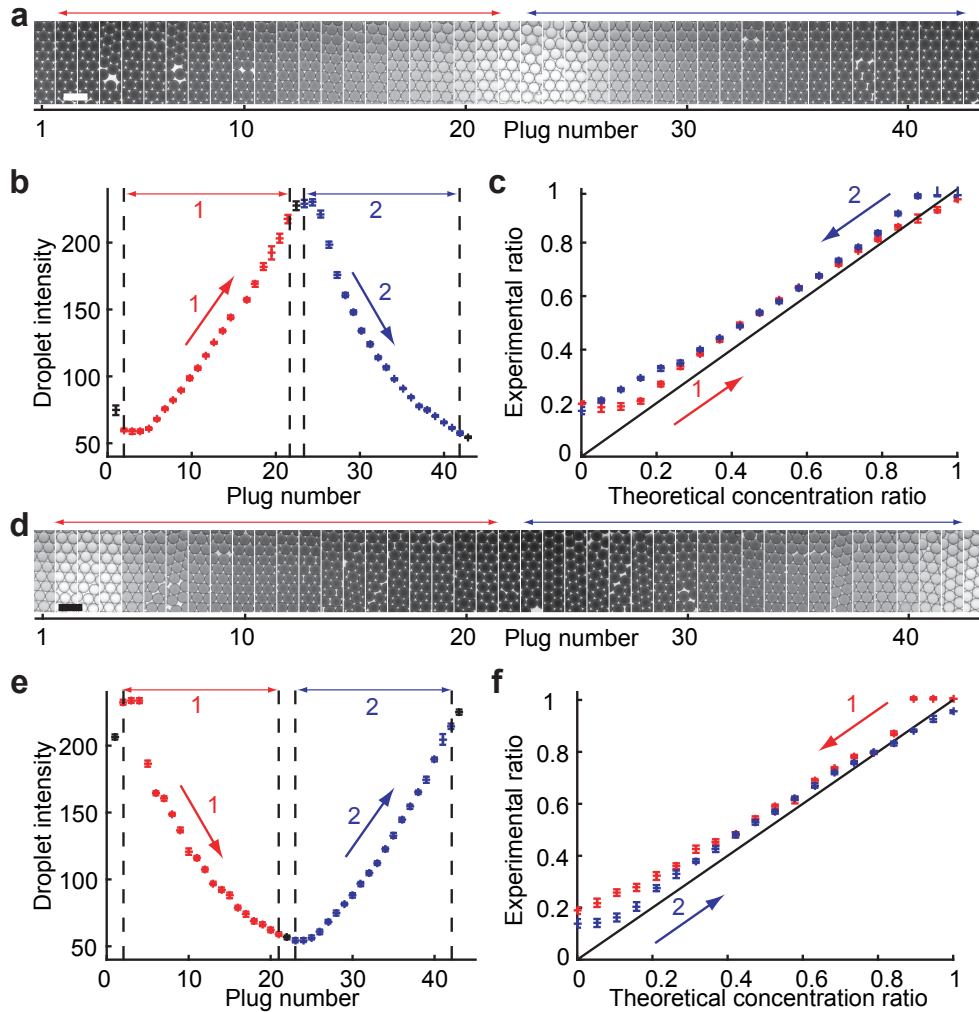 a
1 10 20 Plug number 30 40
b
1 2
200
150
100
50
1
2
0 10 20 30 40
Droplet intensity
Plug number
c
1
0.8
0.6
0.4
0.2
0
2
1
0 0.2 0.4 0.6 0.8 1
Experimental ratio
Theoretical concentration ratio
d
1 10 20 Plug number 30 40
e
1 2
200
150
100
50
1
2
0 10 20 30 40
Droplet intensity
Plug number
f
1
0.8
0.6
0.4
0.2
0
1
2
0 0.2 0.4 0.6 0.8 1
Experimental ratio
Theoretical concentration ratio